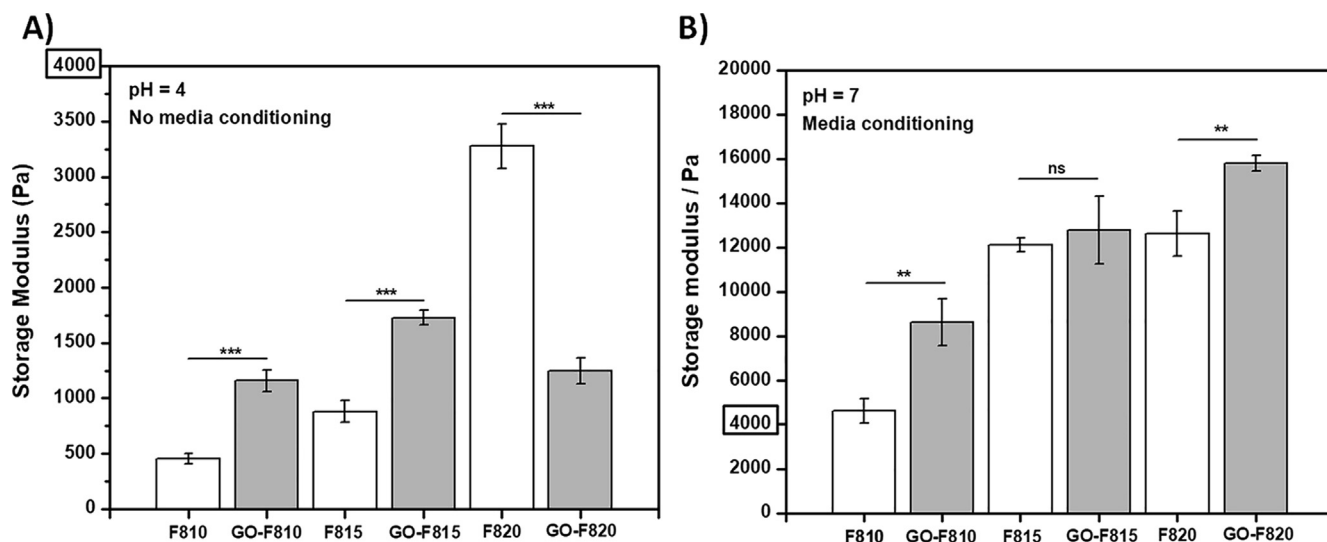 A)
4000
3500
3000
2500
2000
1500
1000
500
0
Storage Modulus (Pa)
pH = 4
No media conditioning
***
***
***
F810 GO-F810 F815 GO-F815 F820 GO-F820
B)
20000
18000
16000
14000
12000
10000
8000
6000
4000
2000
0
Storage modulus / Pa
pH = 7
Media conditioning
**
ns
**
F810 GO-F810 F815 GO-F815 F820 GO-F820